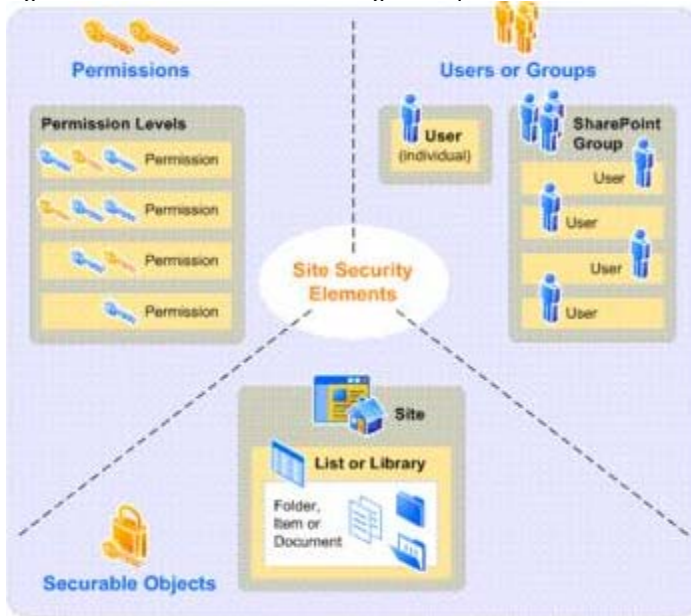 Permissions
Users or Groups
Permission Levels
Permission
Permission
Permission
Permission
User
(individual)
SharePoint
Group
User
User
User
User
Site Security
Elements
Site
List or Library
Folder,
Item or
Document
Securable Objects